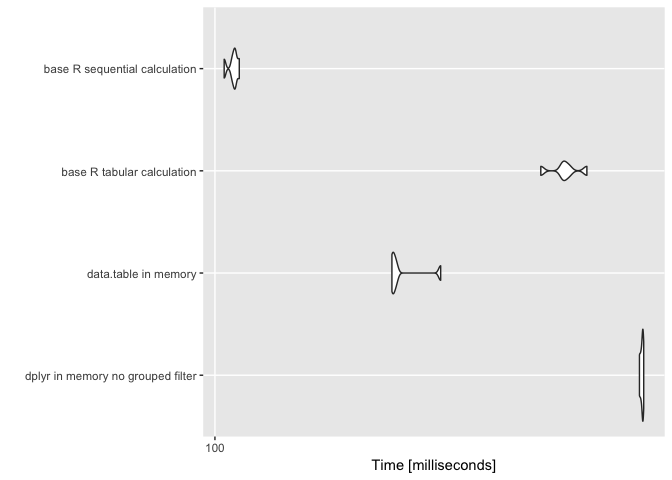 base R sequential calculation
base R tabular calculation
data.table in memory
dplyr in memory no grouped filter
100
Time [milliseconds]